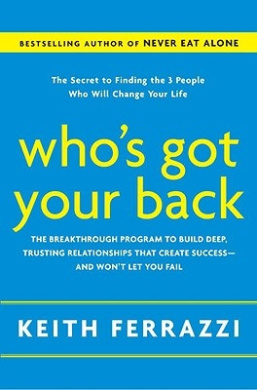 BESTSELLING AUTHOR OF NEVER EAT ALONE
The Secret to Finding the 3 People
Who Will Change Your Life
who's got
your back
THE BREAKTHROUGH PROGRAM TO BUILD DEEP,
TRUSTING RELATIONSHIPS THAT CREATE SUCCESS—
AND WON'T LET YOU FAIL
KEITH FERRAZZI